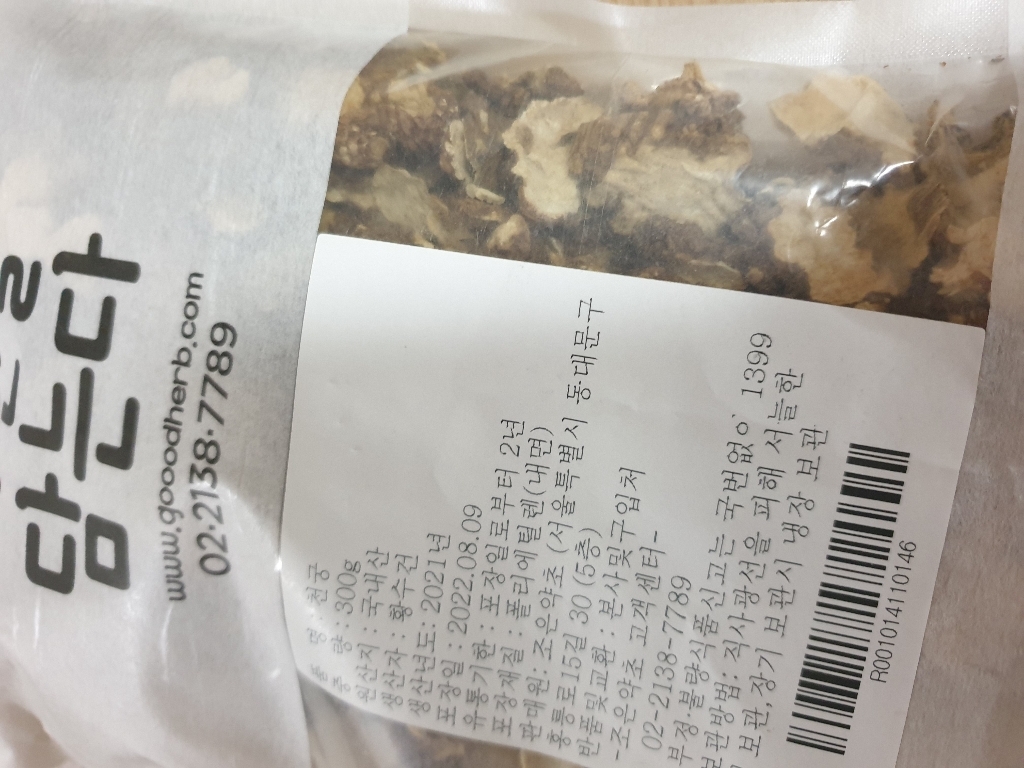 담는다
www.gooodherb.com
02·2138·7789
품 명: 천궁
중 량: 300g
원산지: 국내산
생산자: 황수진
생산년도: 2021년
포장일: 2022.08.09
유통기한: 포장일로부터 2년
포장재질: 폴리에틸렌(내면)
판매원: 조은약초 (서울특별시 동대문구
홍릉로15길 30 (5층)
반품및교환: 본사및구입처
-조은약초 고객센터-
02-2138-7789
부정·불량식품신고는 국번없이 1399
보관방법: 직사광선을 피해 서늘한
보관,장기 보관시 냉장 보관
R001010141110146